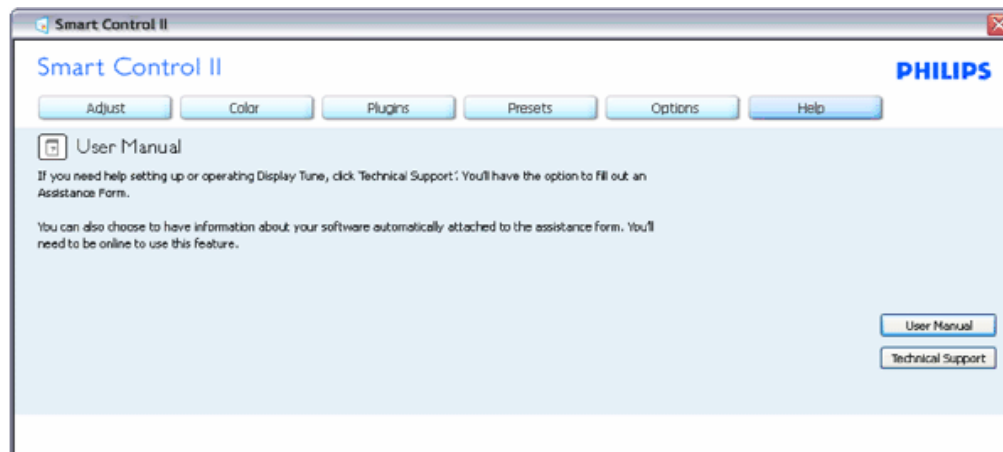 Smart Control II
Smart Control II
PHILIPS
Adjust
Color
Plugins
Presets
Options
Help
User Manual
If you need help setting up or operating Display Tune, click 'Technical Support'. You'll have the option to fill out an
Assistance Form.
You can also choose to have information about your software automatically attached to the assistance form. You'll
need to be online to use this feature.
User Manual
Technical Support